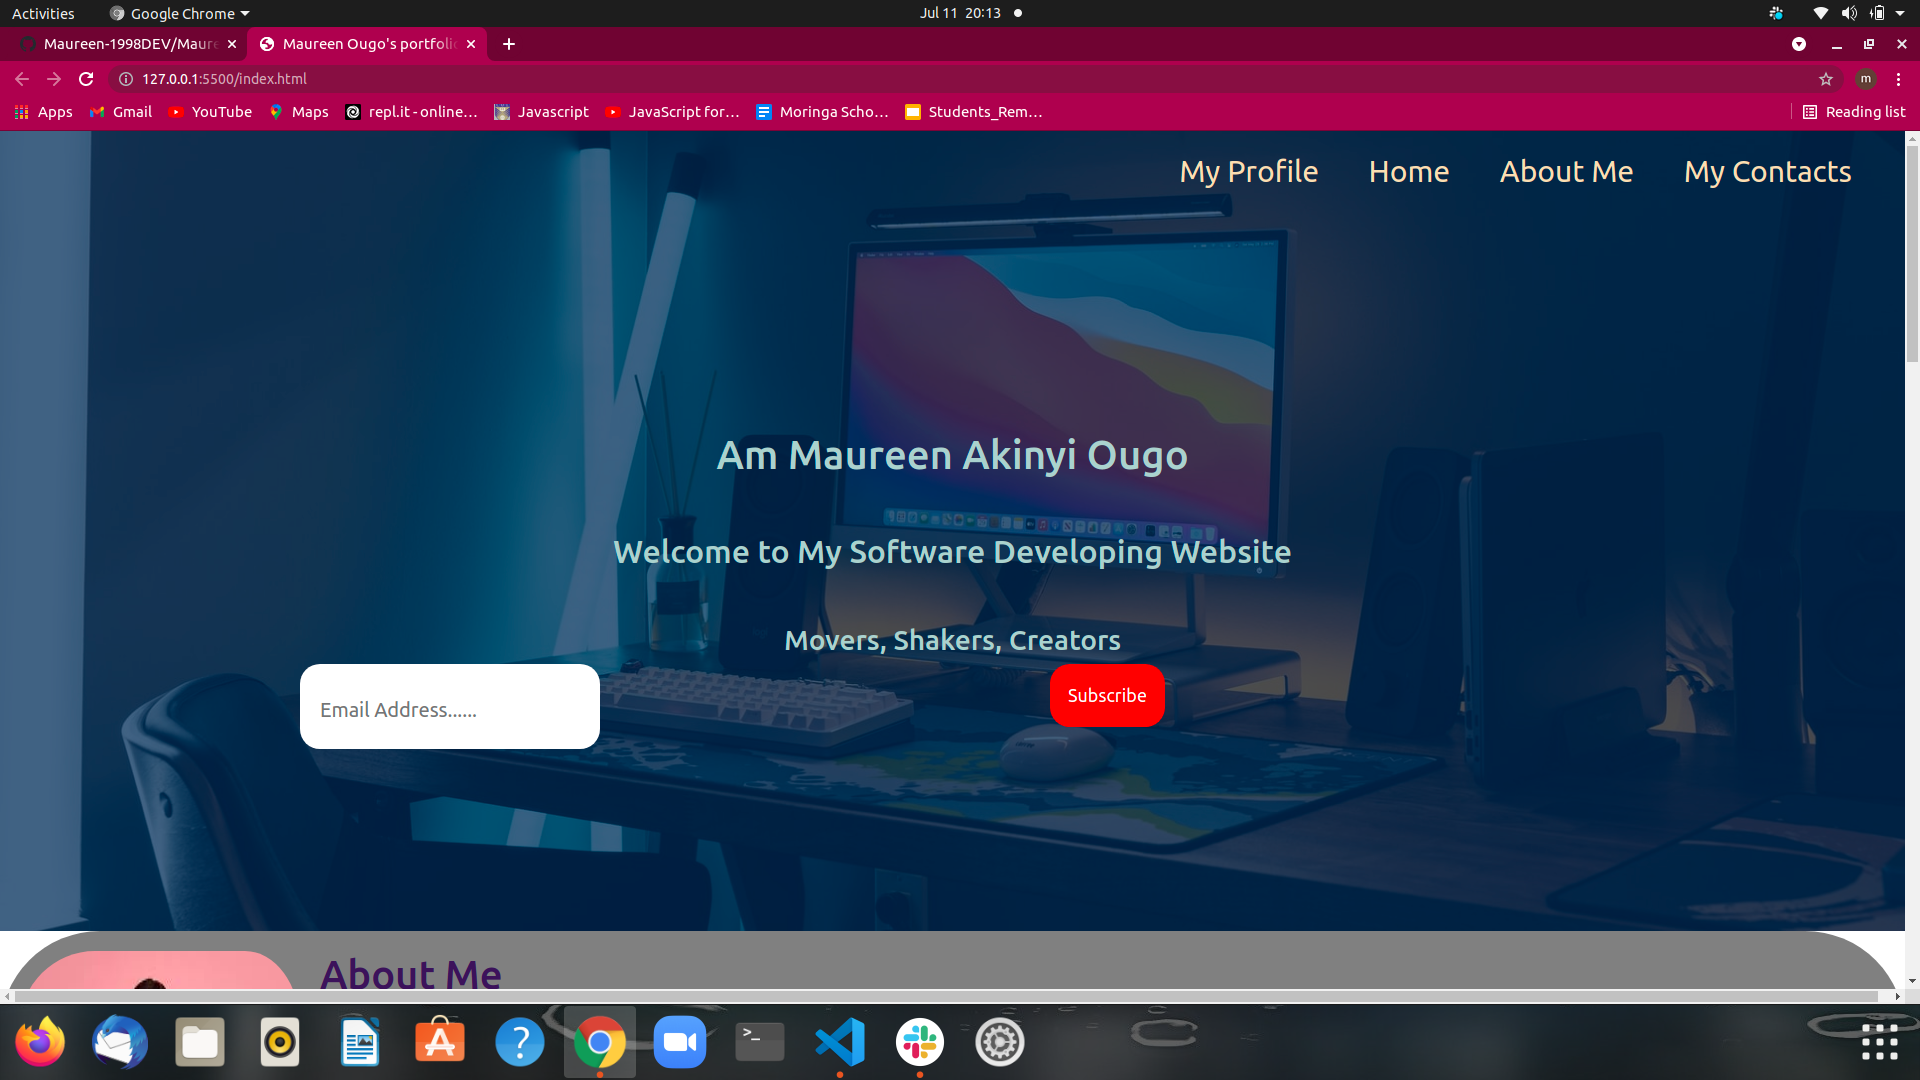 Activities
Google Chrome
Jul 11 20:13
Maureen-1998DEV/Maure
Maureen Ougo's portfolio
127.0.0.1:5500/index.html
m
Apps
Gmail
YouTube
Maps
repl.it - online...
Javascript
JavaScript for...
Moringa Scho...
Students_Rem...
Reading list
My Profile
Home
About Me
My Contacts
Am Maureen Akinyi Ougo
Welcome to My Software Developing Website
Movers, Shakers, Creators
Email Address......
Subscribe
About Me